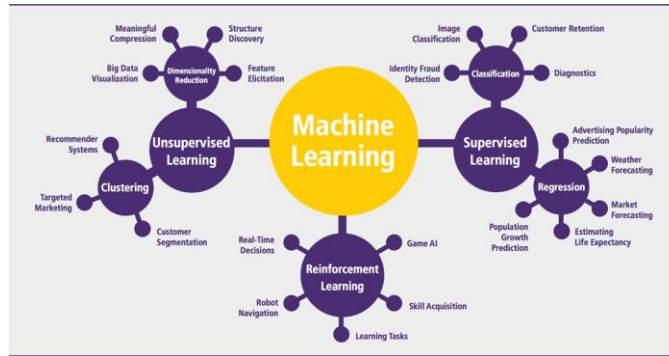 Meaningful
Compression
Structure
Discovery
Big Data
Visualization
Dimensionality
Reduction
Feature
Elicitation
Unsupervised
Learning
Recommender
Systems
Clustering
Targeted
Marketing
Customer
Segmentation
Machine
Learning
Image
Classification
Customer Retention
Identity Fraud
Detection
Classification
Diagnostics
Supervised
Learning
Advertising Popularity
Prediction
Weather
Forecasting
Regression
Population
Growth
Prediction
Market
Forecasting
Estimating
Life Expectancy
Real-Time
Decisions
Game AI
Reinforcement
Learning
Robot
Navigation
Skill Acquisition
Learning Tasks